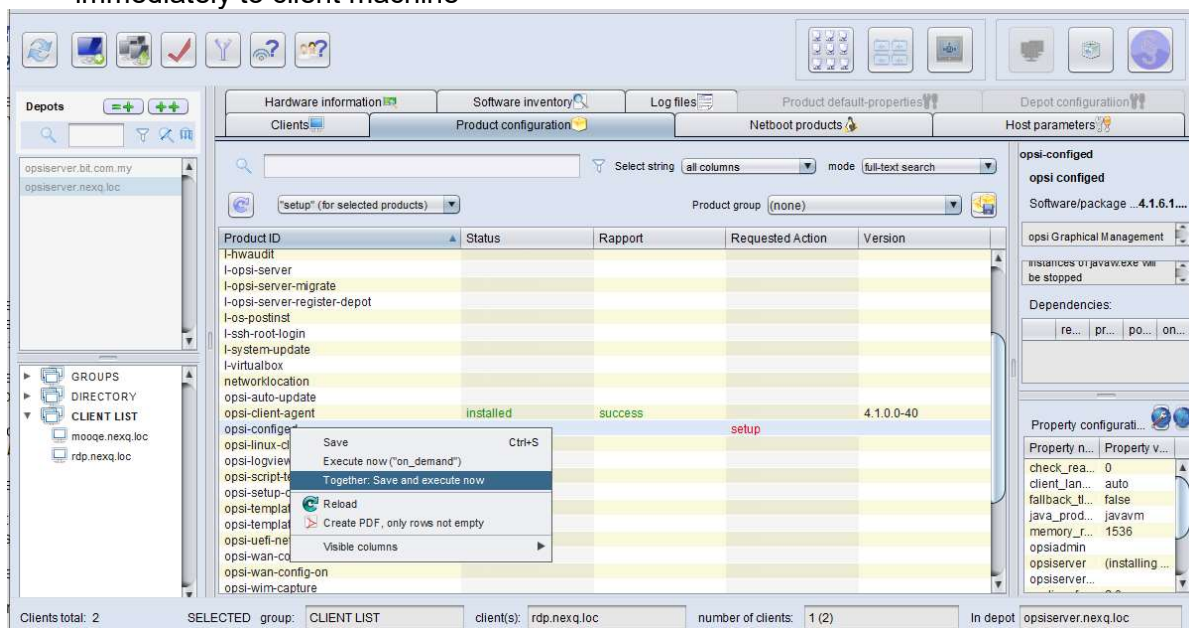 immediately to client machine
Depots
Hardware information
Software inventory
Log files
Product default-properties
Depot configuratiion
Clients
Product configuration
Netboot products
Host parameters
opsiserver.bit.com.my
opsiserver.nexq.loc
Select string
all columns
mode
full-text search
"setup" (for selected products)
Product group
(none)
Product ID Status Rapport Requested Action Version
l-hwaudit
l-opsi-server
l-opsi-server-migrate
l-opsi-server-register-depot
l-os-postinst
l-ssh-root-login
l-system-update
l-virtualbox
networklocation
opsi-auto-update
opsi-client-agent installed success 4.1.0.0-40
opsi-configed setup
opsi-linux-cl
opsi-logview
opsi-script-te
opsi-setup-d
opsi-templat
opsi-templat
opsi-uefi-net
opsi-wan-co
opsi-wan-config-on
opsi-wim-capture
Save Ctrl+S
Execute now ("on_demand")
Together: Save and execute now
Reload
Create PDF, only rows not empty
Visible columns
GROUPS
DIRECTORY
CLIENT LIST
mooqe.nexq.loc
rdp.nexq.loc
opsi-configed
opsi configed
Software/package ...4.1.6.1....
opsi Graphical Management
instances of javaw.exe will
be stopped
Dependencies:
re... pr... po... on...
Property configurati...
Property n... Property v...
check_rea... 0
client_lan... auto
fallback_tl... false
java_prod... javavm
memory_r... 1536
opsiadmin
opsiserver (installing ...
opsiserver...
Clients total: 2 SELECTED group: CLIENT LIST client(s): rdp.nexq.loc number of clients: 1 (2) In depot opsiserver.nexq.loc